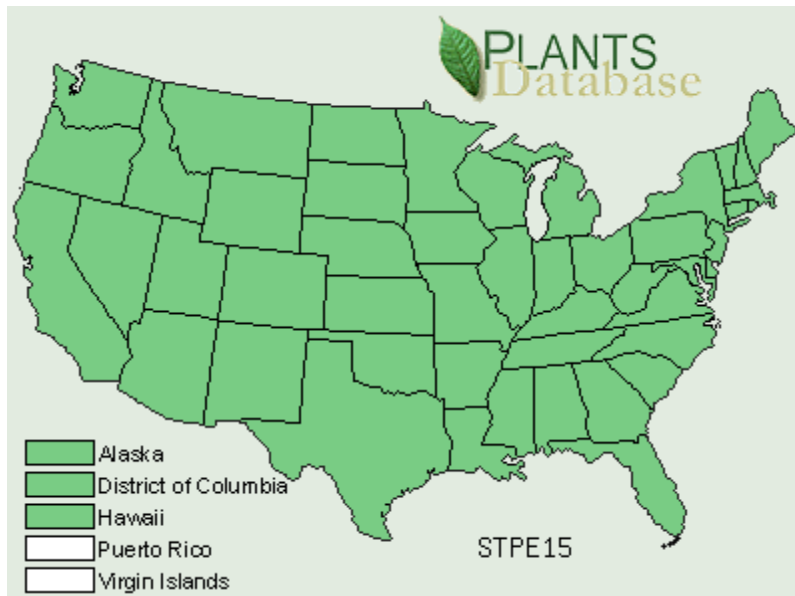 PLANTS
Database
Alaska
District of Columbia
Hawaii
Puerto Rico
Virgin Islands
STPE15